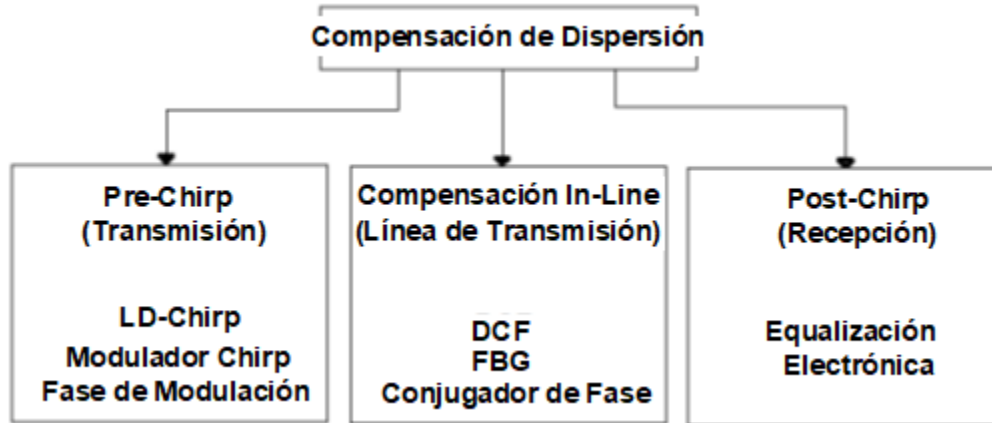 Compensación de Dispersión
Pre-Chirp
(Transmisión)
LD-Chirp
Modulador Chirp
Fase de Modulación
Compensación In-Line
(Línea de Transmisión)
DCF
FBG
Conjugador de Fase
Post-Chirp
(Recepción)
Equalización
Electrónica